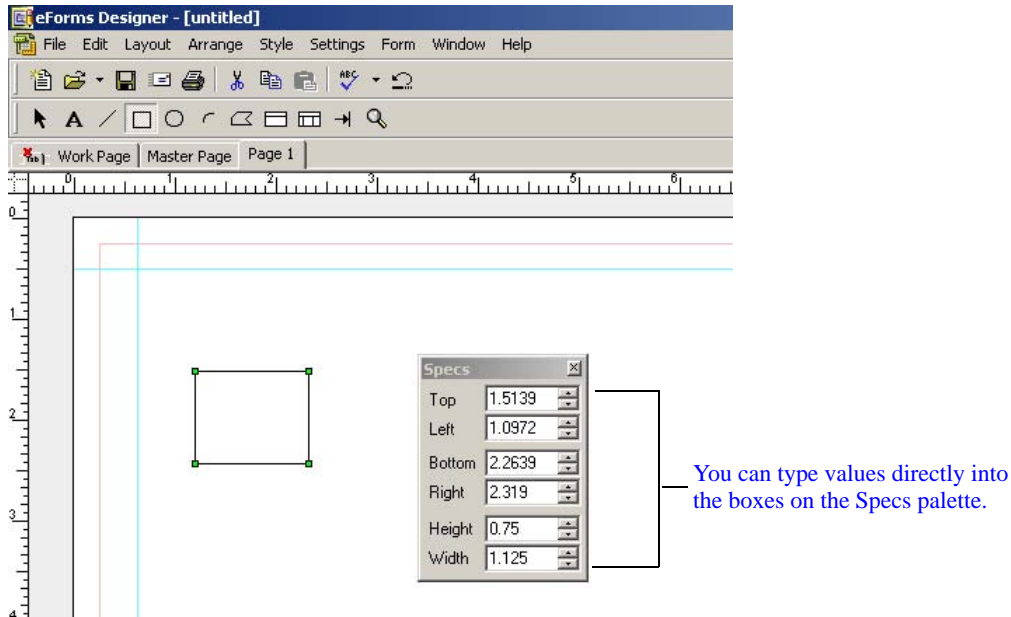 eForms Designer - [untitled]
File Edit Layout Arrange Style Settings Form Window Help
ABC
Work Page Master Page Page 1
0 1 2 3 4 5 6
0
1
2
3
4
Specs
Top 1.5139
Left 1.0972
Bottom 2.2639
Right 2.319
Height 0.75
Width 1.125
You can type values directly into
the boxes on the Specs palette.